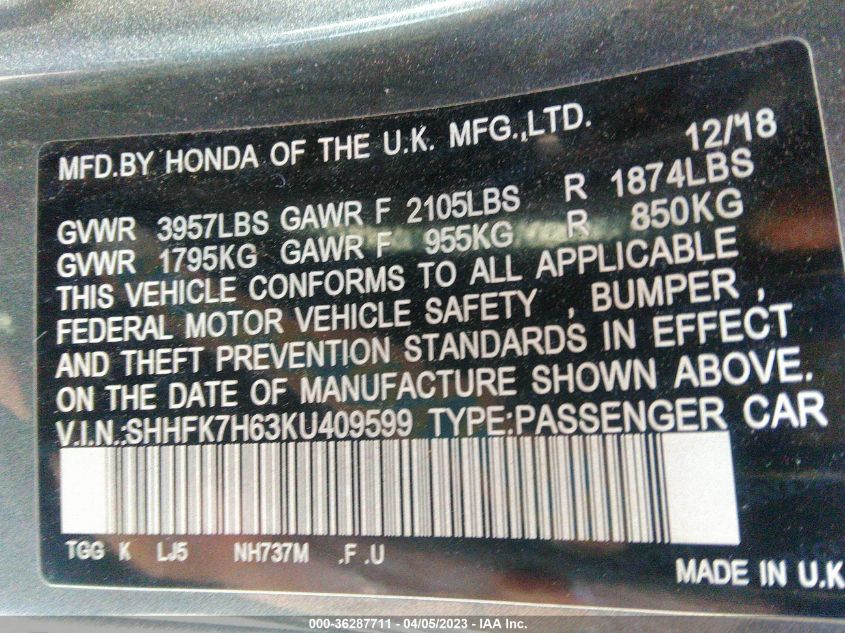 MFD.BY HONDA OF THE U.K. MFG.,LTD. 12/'18
GVWR 3957LBS GAWR F 2105LBS R 1874LBS
GVWR 1795KG GAWR F 955KG R 850KG
THIS VEHICLE CONFORMS TO ALL APPLICABLE
FEDERAL MOTOR VEHICLE SAFETY , BUMPER ,
AND THEFT PREVENTION STANDARDS IN EFFECT
ON THE DATE OF MANUFACTURE SHOWN ABOVE.
V.I.N.:SHHFK7H63KU409599 TYPE:PASSENGER CAR
TGG K LJ5 NH737M .F .U
MADE IN U.K
000-36287711 - 04/05/2023 - IAA Inc.